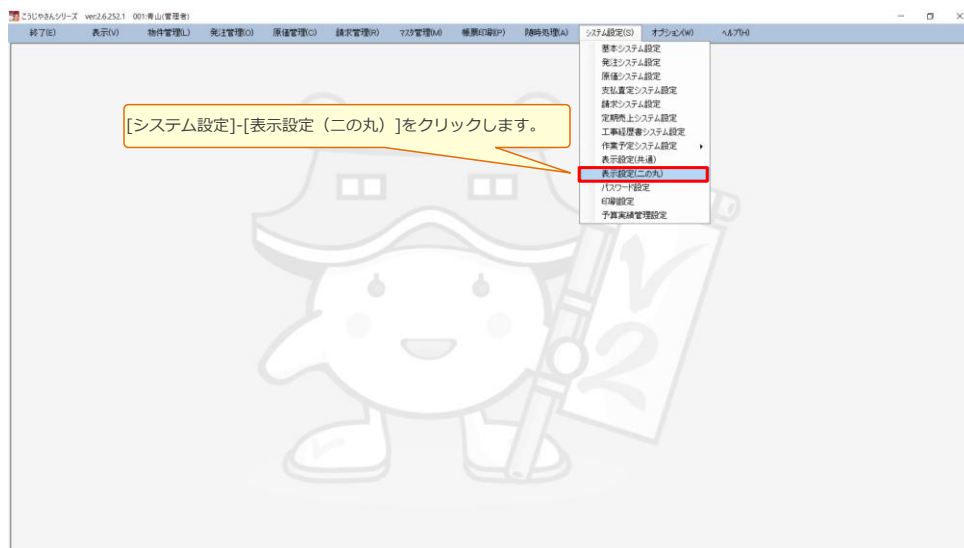 こうじやさんシリーズ ver.2.6.252.1 001:青山(管理者)
終了(E) 表示(V) 物件管理(L) 発注管理(O) 原価管理(C) 請求管理(R) マスタ管理(M) 帳票印刷(P) 随時処理(A) システム設定(S) オプション(W) ヘルプ(H)
基本システム設定
発注システム設定
原価システム設定
支払査定システム設定
請求システム設定
定期売上システム設定
工事経歴書システム設定
作業予定システム設定
表示設定(共通)
表示設定(二の丸)
パスワード設定
印刷設定
予算実績管理設定
[システム設定]-[表示設定（二の丸）]をクリックします。
V2